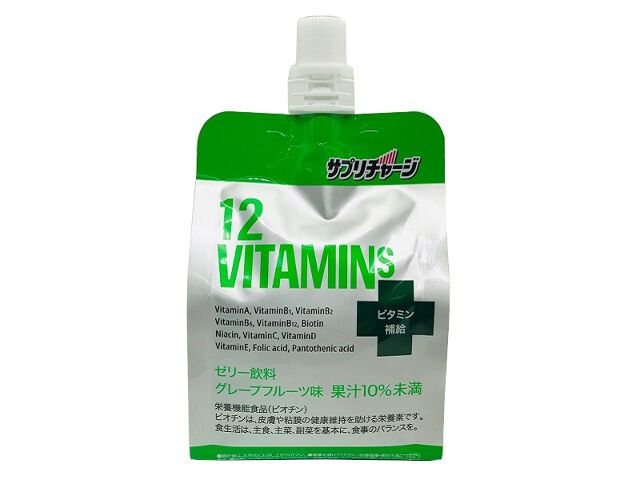 サプリチャージ
12
VITAMINS
VitaminA, VitaminB1, VitaminB2
VitaminB6, VitaminB12, Biotin
Niacin, VitaminC, VitaminD
VitaminE, Folic acid, Pantothenic acid
ビタミン
補給
ゼリー飲料
グレープフルーツ味 果汁10%未満
栄養機能食品(ビオチン)
ビオチンは、皮膚や粘膜の健康維持を助ける栄養素です。
食生活は、主食、主菜、副菜を基本に、食事のバランスを。